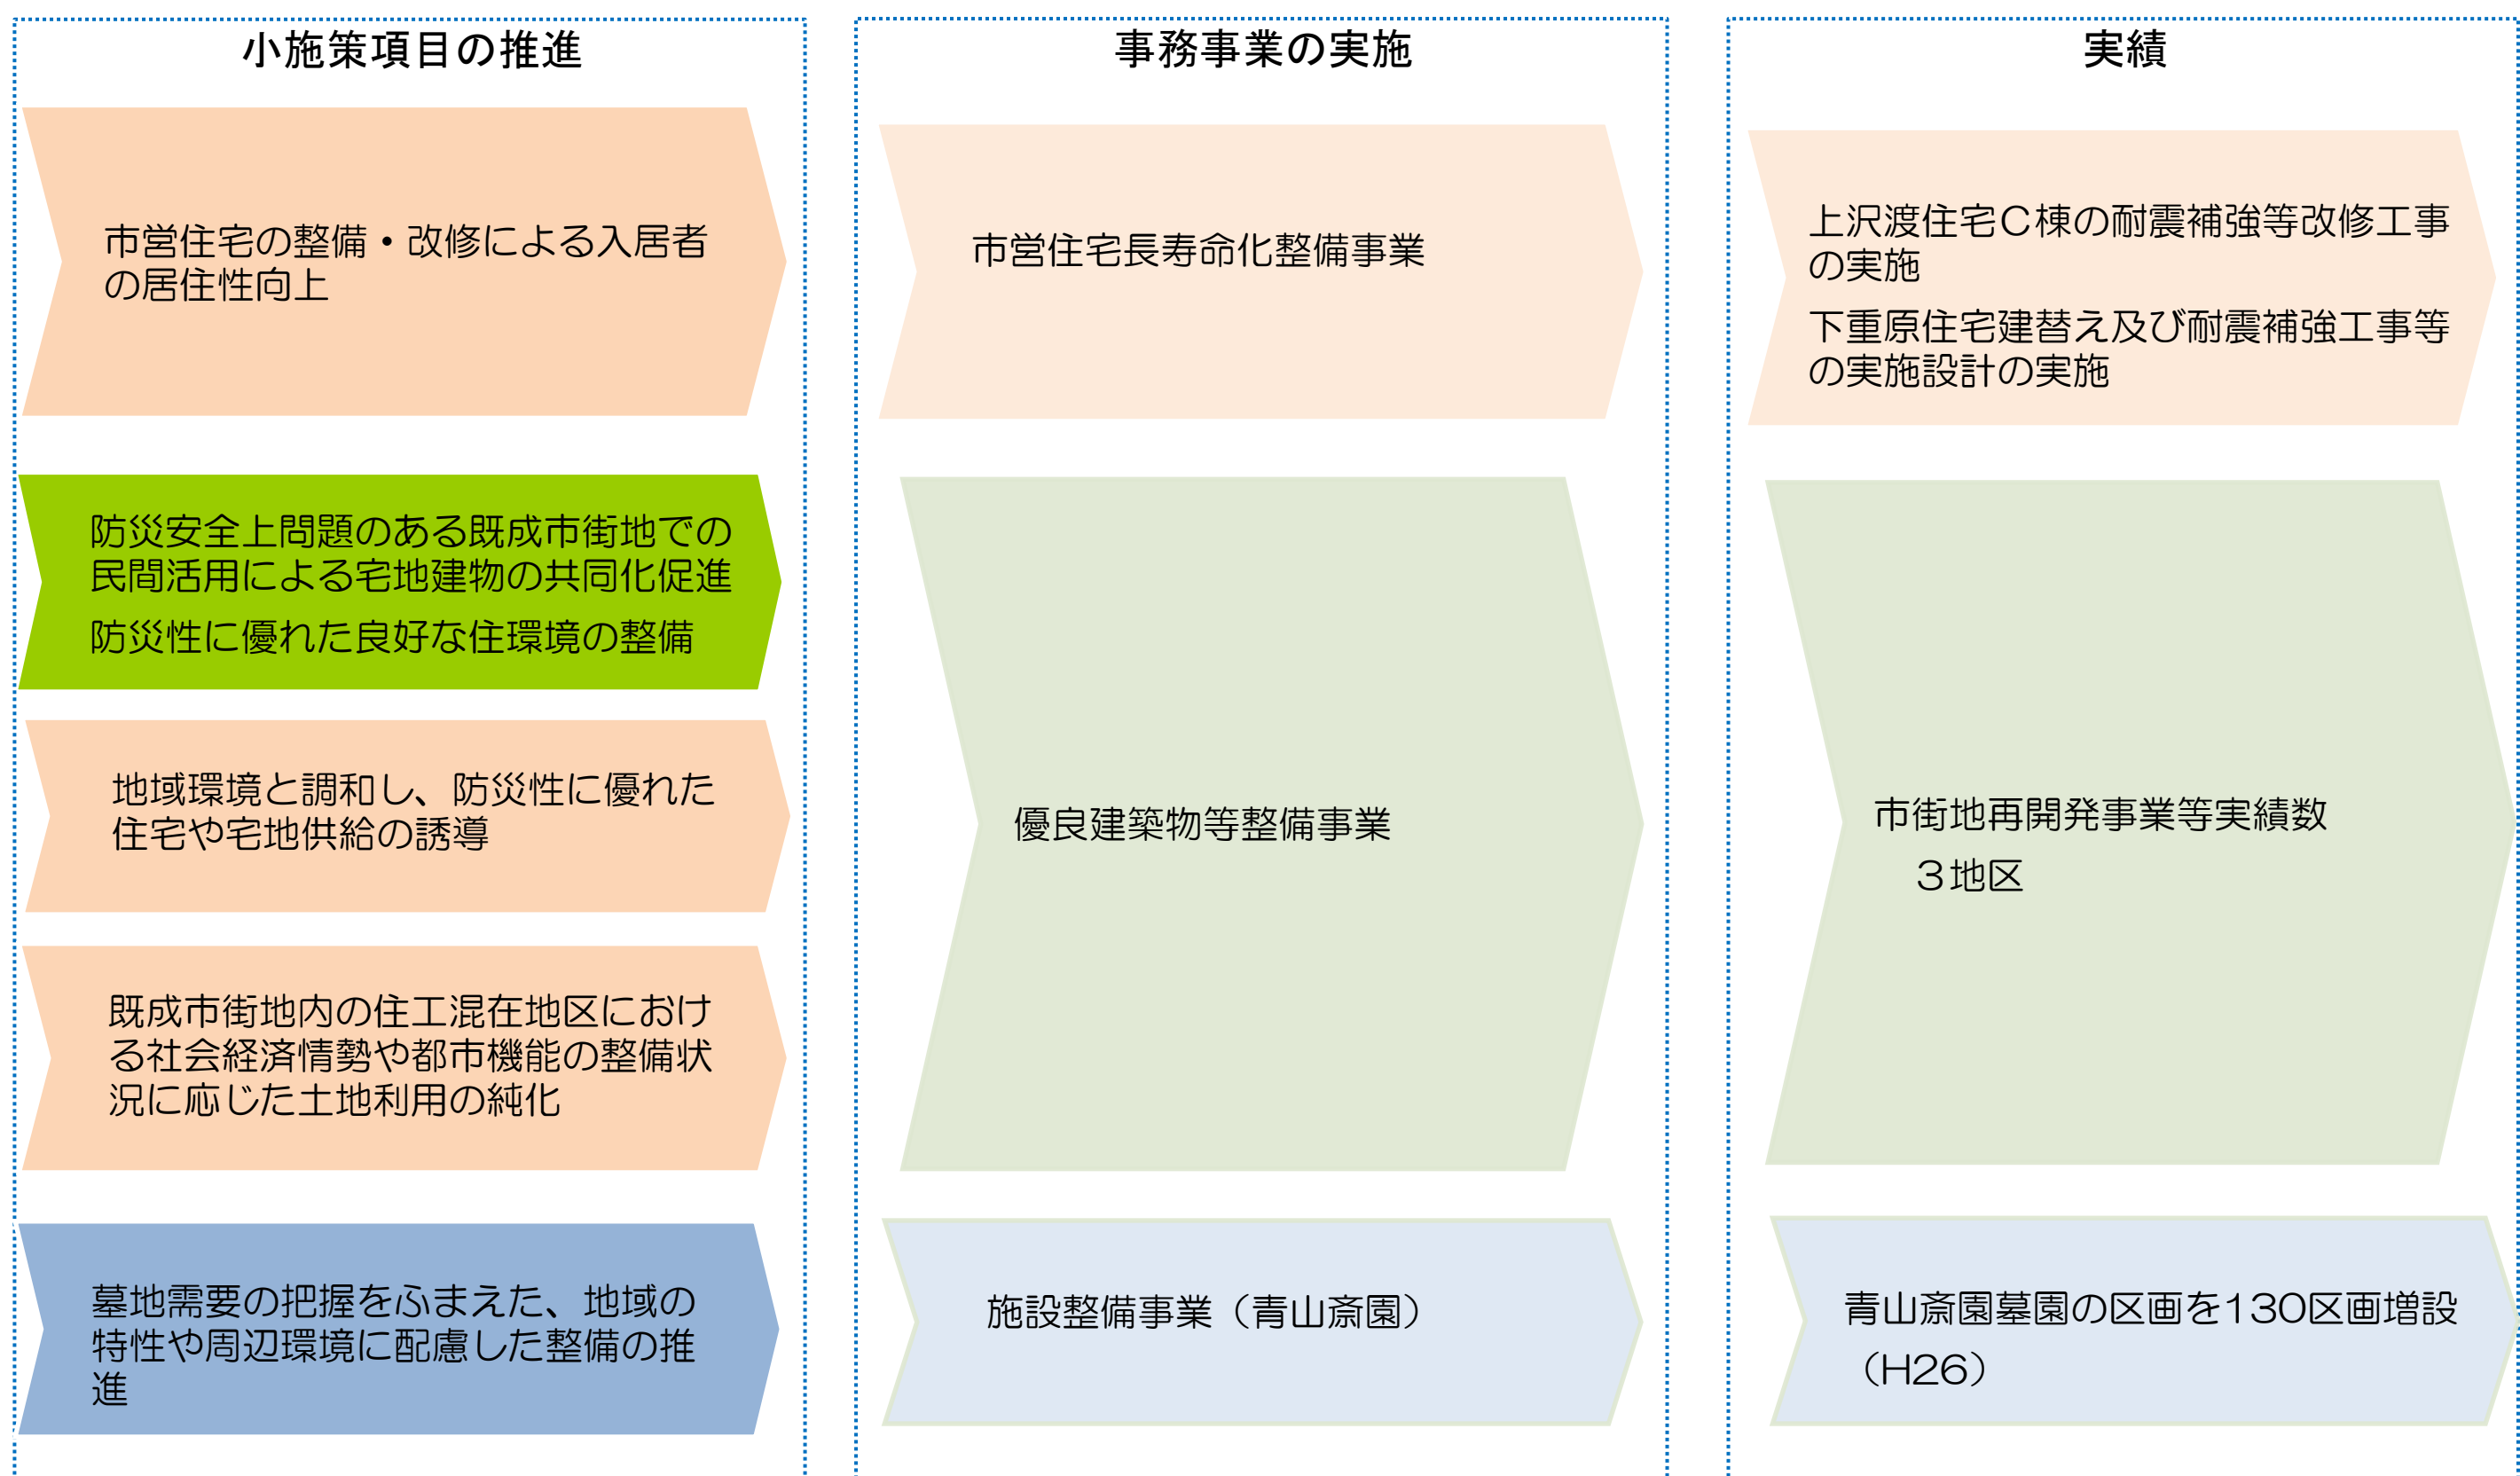 小施策項目の推進
市営住宅の整備・改修による入居者
の居住性向上
防災安全上問題のある既成市街地での
民間活用による宅地建物の共同化促進
防災性に優れた良好な住環境の整備
地域環境と調和し、防災性に優れた
住宅や宅地供給の誘導
既成市街地内の住工混在地区におけ
る社会経済情勢や都市機能の整備状
況に応じた土地利用の純化
墓地需要の把握をふまえた、地域の
特性や周辺環境に配慮した整備の推
進
事務事業の実施
市営住宅長寿命化整備事業
優良建築物等整備事業
施設整備事業（青山斎園）
実績
上沢渡住宅Ｃ棟の耐震補強等改修工事
の実施
下重原住宅建替え及び耐震補強工事等
の実施設計の実施
市街地再開発事業等実績数
３地区
青山斎園墓園の区画を130区画増設
（H26）